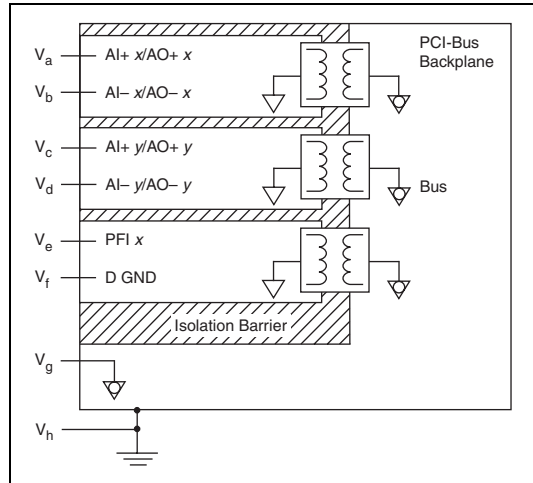 Va AI+ x/AO+ x
Vb AI– x/AO– x
PCI-Bus
Backplane
Vc AI+ y/AO+ y
Vd AI– y/AO– y
Bus
Ve PFI x
Vf D GND
Isolation Barrier
Vg
Vh